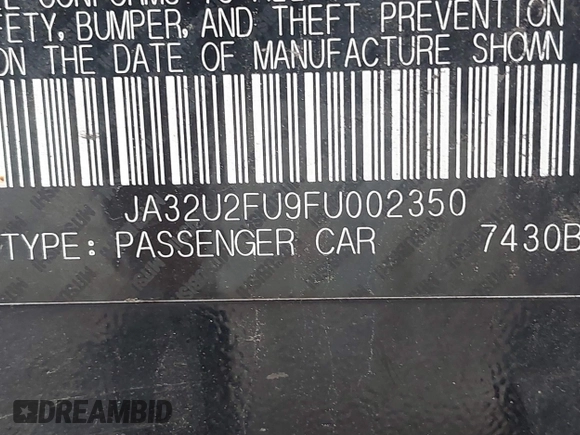 FETY, BUMPER, AND THEFT PREVENTION
ON THE DATE OF MANUFACTURE SHOWN
JA32U2FU9FU002350
TYPE: PASSENGER CAR 7430B
DREAMBID